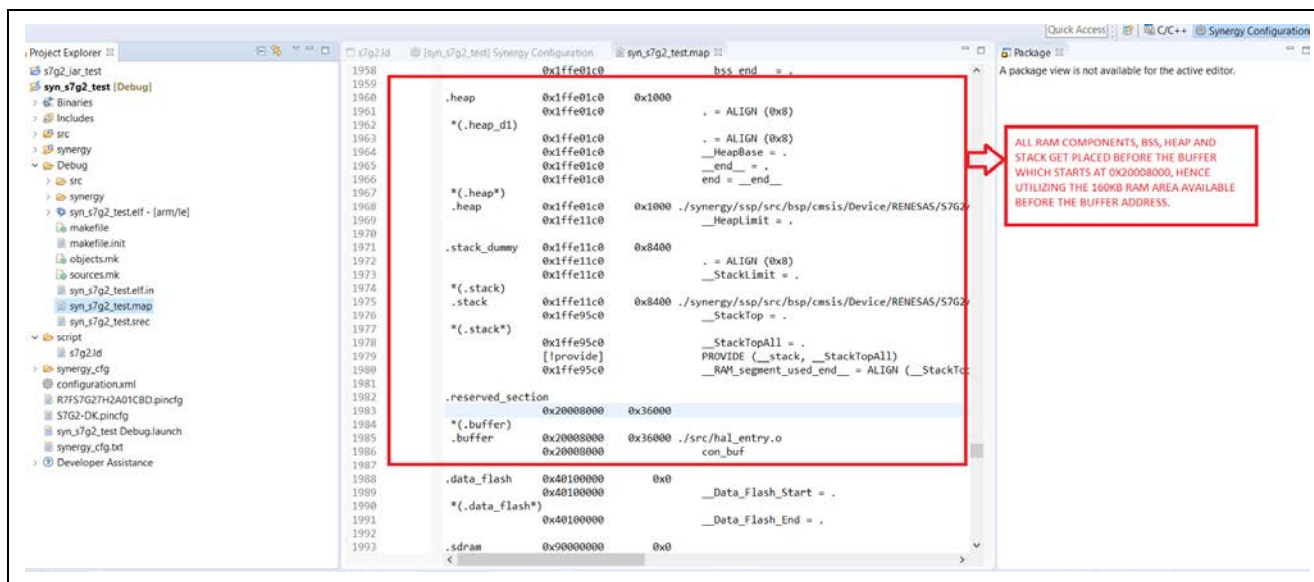 Quick Access
C/C++
Synergy Configuration
Project Explorer
s7g2_iar_test
syn_s7g2_test [Debug]
Binaries
Includes
src
synergy
Debug
src
synergy
syn_s7g2_test.elf - [arm/le]
makefile
makefile.init
objects.mk
sources.mk
syn_s7g2_test.elf.in
syn_s7g2_test.map
syn_s7g2_test.srec
script
s7g2.ld
synergy_cfg
configuration.xml
R7FS7G27H2A01CBD.pincfg
S7G2-DK.pincfg
syn_s7g2_test Debug.launch
synergy_cfg.txt
Developer Assistance
s7g2.ld
[syn_s7g2_test] Synergy Configuration
syn_s7g2_test.map
1958 0x1ffe01c0 bss end = .
1959
1960 .heap 0x1ffe01c0 0x1000
1961 0x1ffe01c0 . = ALIGN (0x8)
1962 *(.heap_d1)
1963 0x1ffe01c0 . = ALIGN (0x8)
1964 0x1ffe01c0 __HeapBase = .
1965 0x1ffe01c0 __end__ = .
1966 0x1ffe01c0 end = __end__
1967 *(.heap*)
1968 .heap 0x1ffe01c0 0x1000 ./synergy/ssp/src/bsp/cmsis/Device/RENESAS/S7G2/
1969 0x1ffe11c0 __HeapLimit = .
1970
1971 .stack_dummy 0x1ffe11c0 0x8400
1972 0x1ffe11c0 . = ALIGN (0x8)
1973 0x1ffe11c0 __StackLimit = .
1974 *(.stack)
1975 .stack 0x1ffe11c0 0x8400 ./synergy/ssp/src/bsp/cmsis/Device/RENESAS/S7G2/
1976 0x1ffe95c0 __StackTop = .
1977 *(.stack*)
1978 0x1ffe95c0 __StackTopAll = .
1979 [!provide] PROVIDE (__stack, __StackTopAll)
1980 0x1ffe95c0 __RAM_segment_used_end__ = ALIGN (__StackTo
1981
1982 .reserved_section
1983 0x20008000 0x36000
1984 *(.buffer)
1985 .buffer 0x20008000 0x36000 ./src/hal_entry.o
1986 0x20008000 con_buf
1987
1988 .data_flash 0x40100000 0x0
1989 0x40100000 __Data_Flash_Start = .
1990 *(.data_flash*)
1991 0x40100000 __Data_Flash_End = .
1992
1993 .sdram 0x90000000 0x0
Package
A package view is not available for the active editor.
ALL RAM COMPONENTS, BSS, HEAP AND
STACK GET PLACED BEFORE THE BUFFER
WHICH STARTS AT 0X20008000, HENCE
UTILIZING THE 160KB RAM AREA AVAILABLE
BEFORE THE BUFFER ADDRESS.